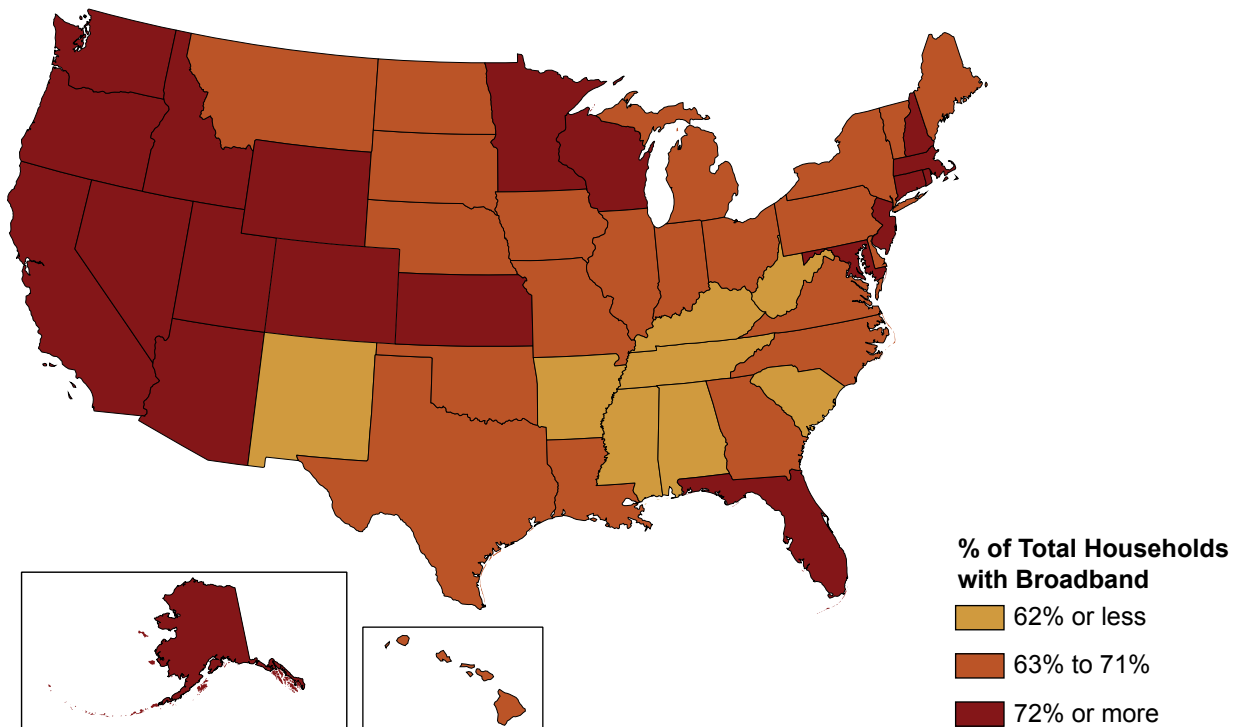 % of Total Households
with Broadband
62% or less
63% to 71%
72% or more